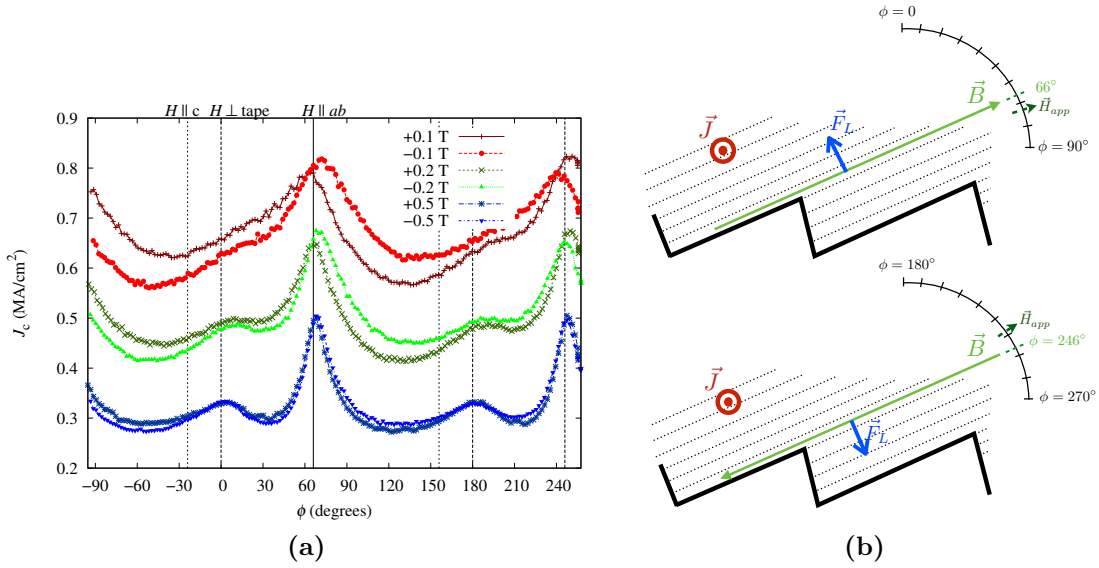 H ∥ c H ⊥ tape H ∥ ab
0.9
0.8
0.7
0.6
0.5
0.4
0.3
0.2
J_c (MA/cm²)
+0.1 T
−0.1 T
+0.2 T
−0.2 T
+0.5 T
−0.5 T
−90 −60 −30 0 30 60 90 120 150 180 210 240
ϕ (degrees)
(a)
ϕ = 0
66°
B⃗
H⃗_app
J⃗
F⃗_L
ϕ = 90°
ϕ = 180°
H⃗_app
ϕ = 246°
B⃗
J⃗
ϕ = 270°
F⃗_L
(b)